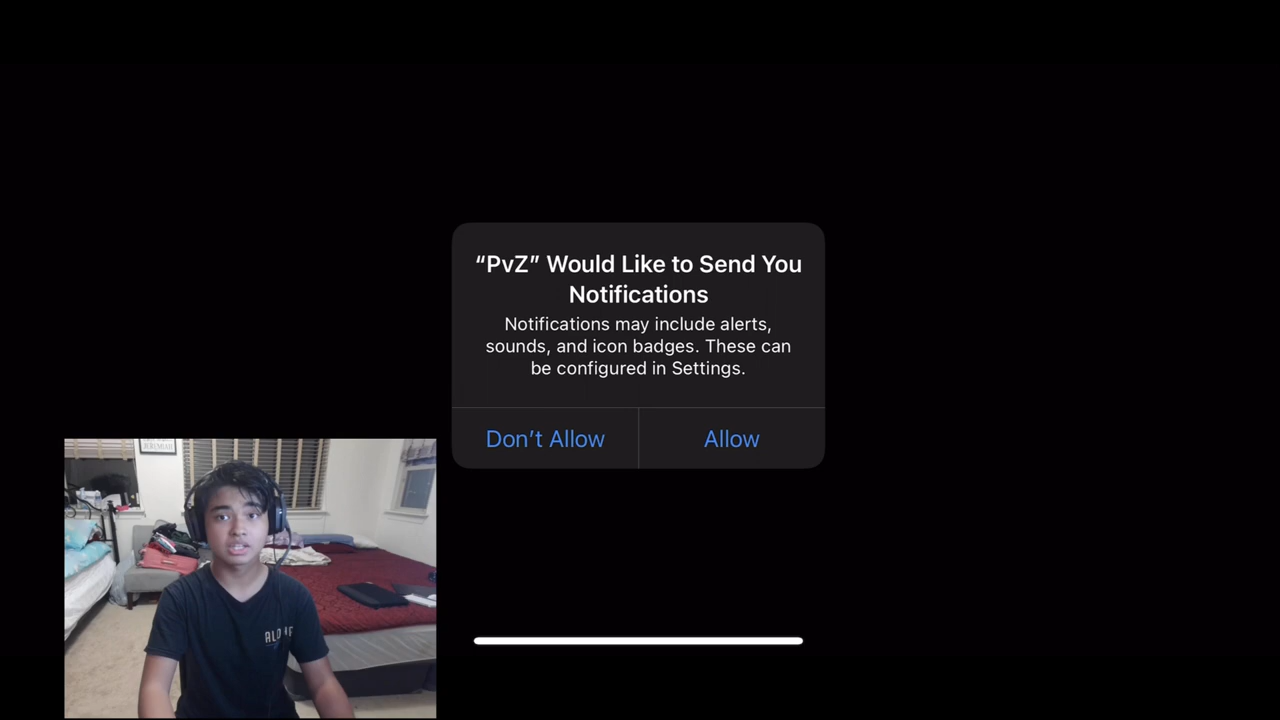 “PvZ” Would Like to Send You
Notifications
Notifications may include alerts,
sounds, and icon badges. These can
be configured in Settings.
Don’t Allow
Allow